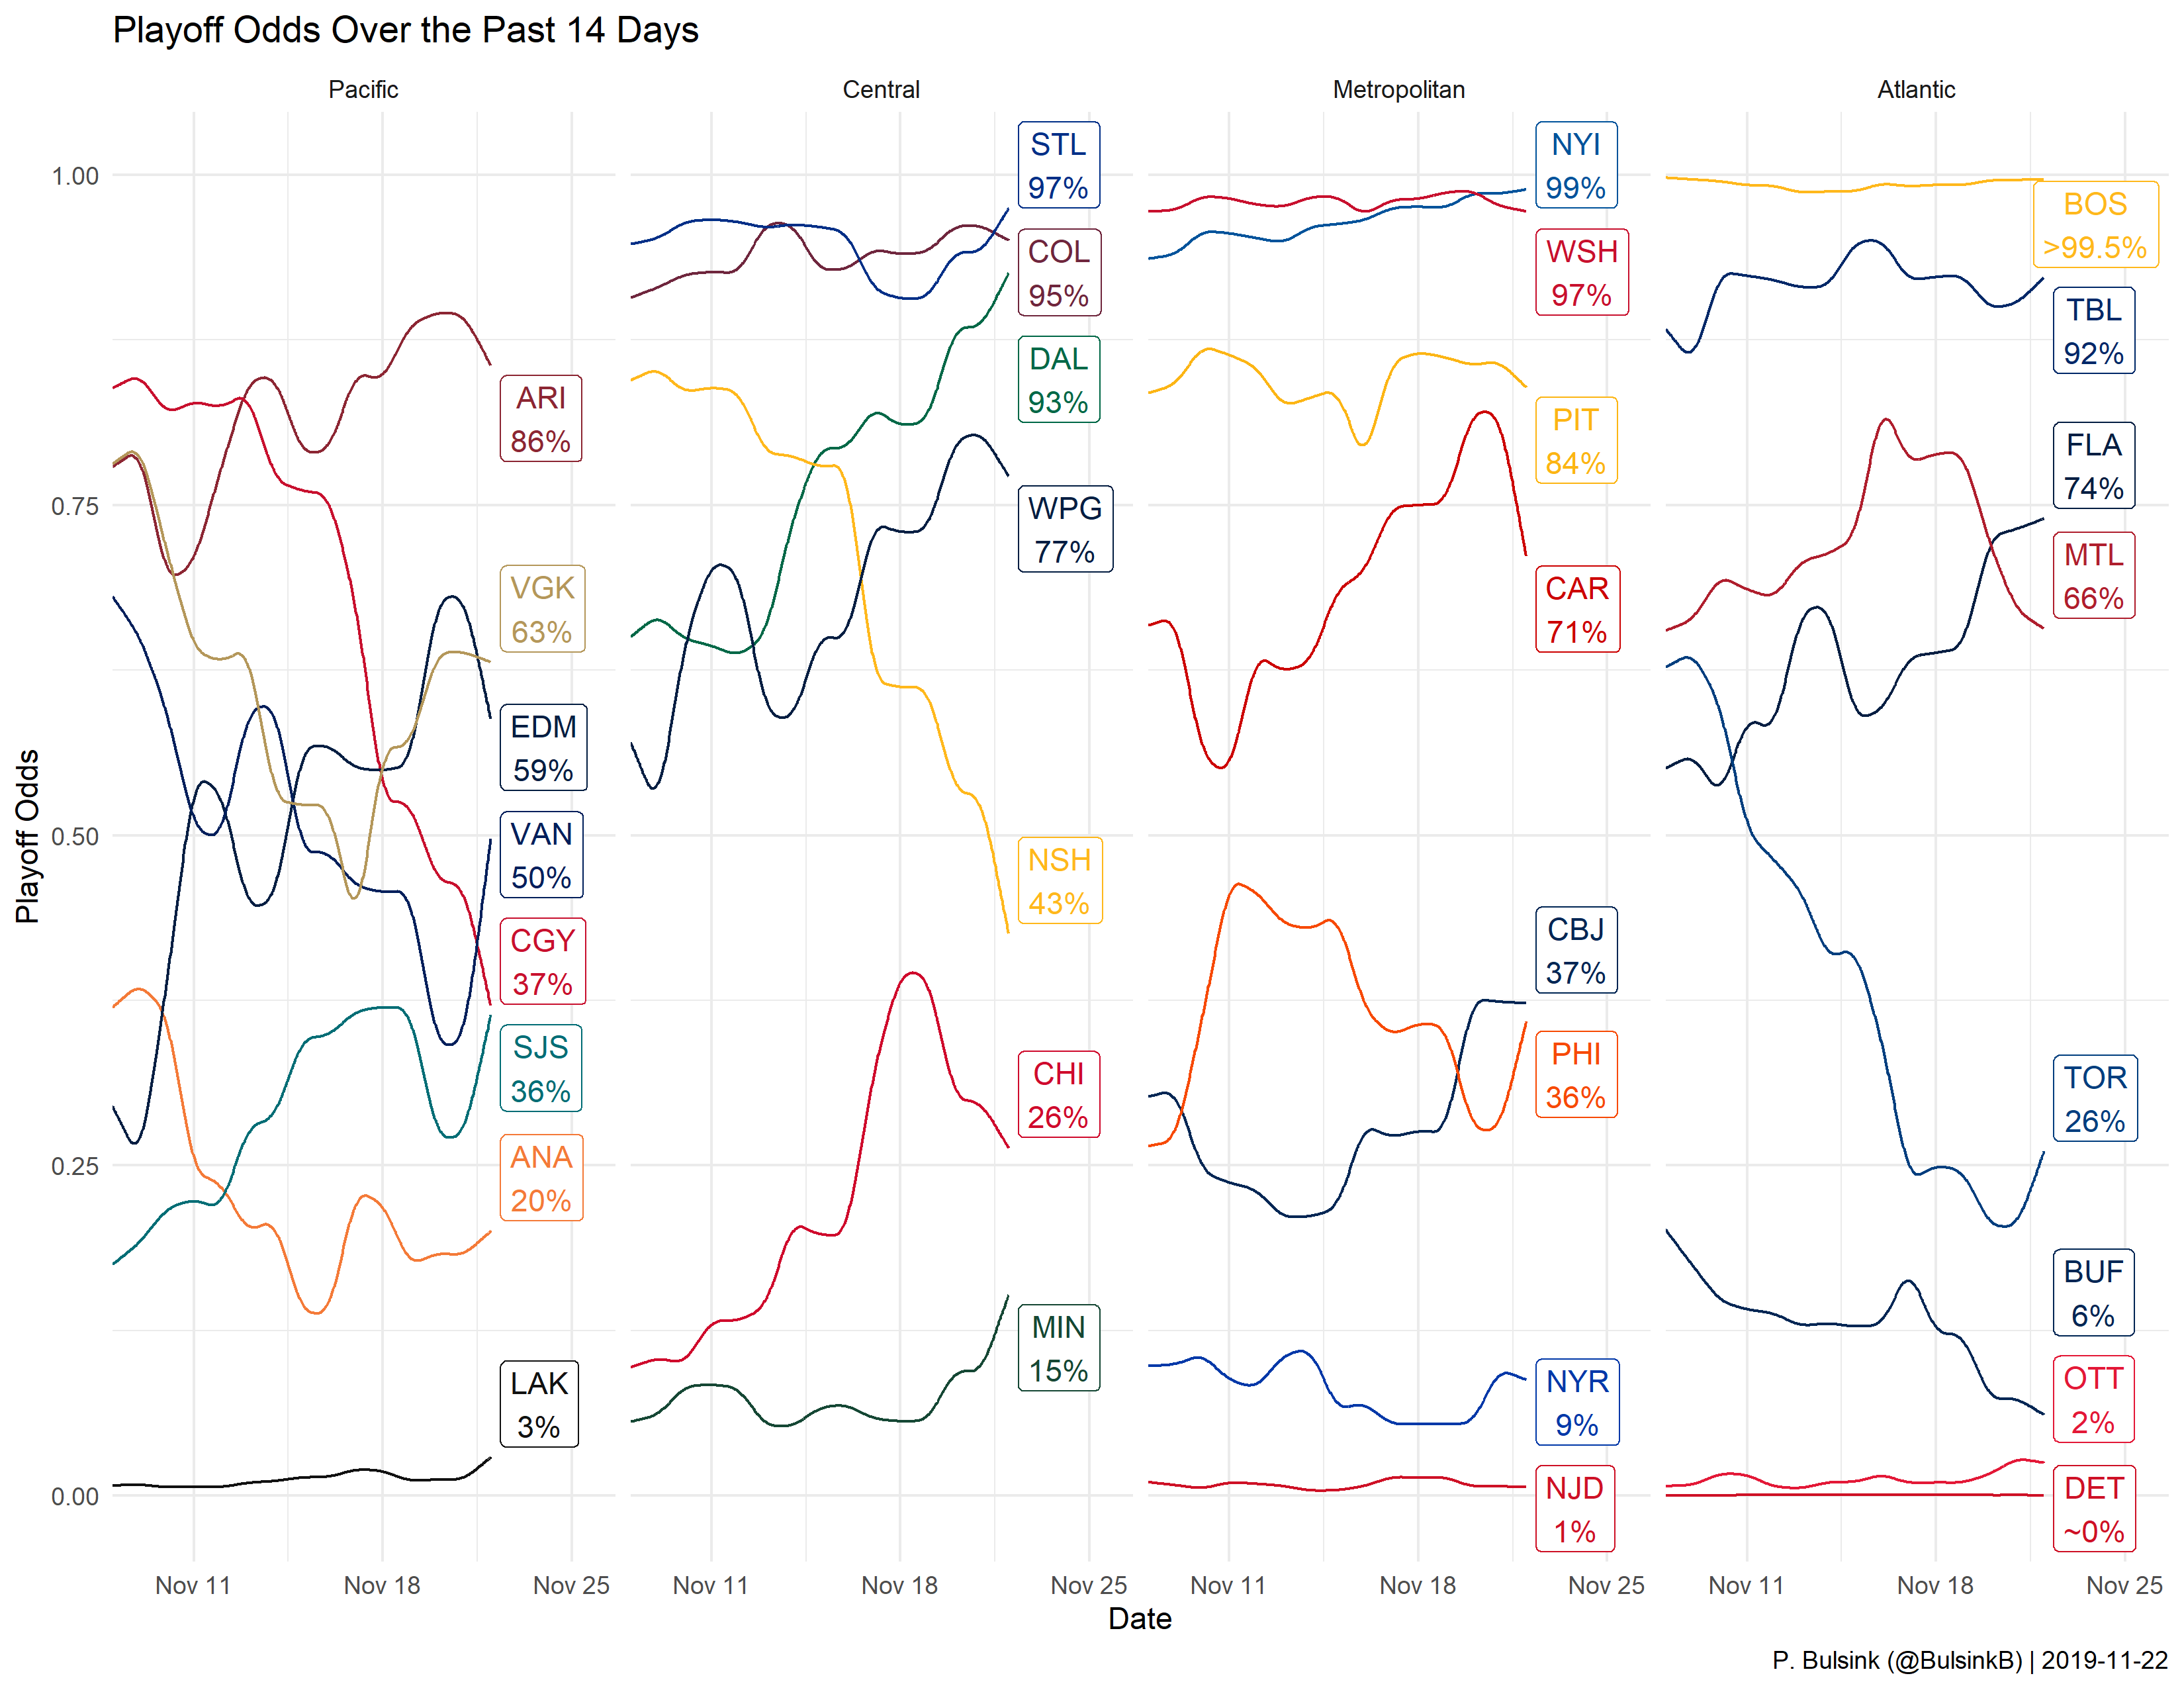 Playoff Odds Over the Past 14 Days
Pacific
Central
Metropolitan
Atlantic
Playoff Odds
1.00
0.75
0.50
0.25
0.00
ARI
86%
VGK
63%
EDM
59%
VAN
50%
CGY
37%
SJS
36%
ANA
20%
LAK
3%
STL
97%
COL
95%
DAL
93%
WPG
77%
NSH
43%
CHI
26%
MIN
15%
NYI
99%
WSH
97%
PIT
84%
CAR
71%
CBJ
37%
PHI
36%
NYR
9%
NJD
1%
BOS
>99.5%
TBL
92%
FLA
74%
MTL
66%
TOR
26%
BUF
6%
OTT
2%
DET
~0%
Nov 11 Nov 18 Nov 25 Nov 11 Nov 18 Nov 25 Nov 11 Nov 18 Nov 25 Nov 11 Nov 18 Nov 25
Date
P. Bulsink (@BulsinkB) | 2019-11-22